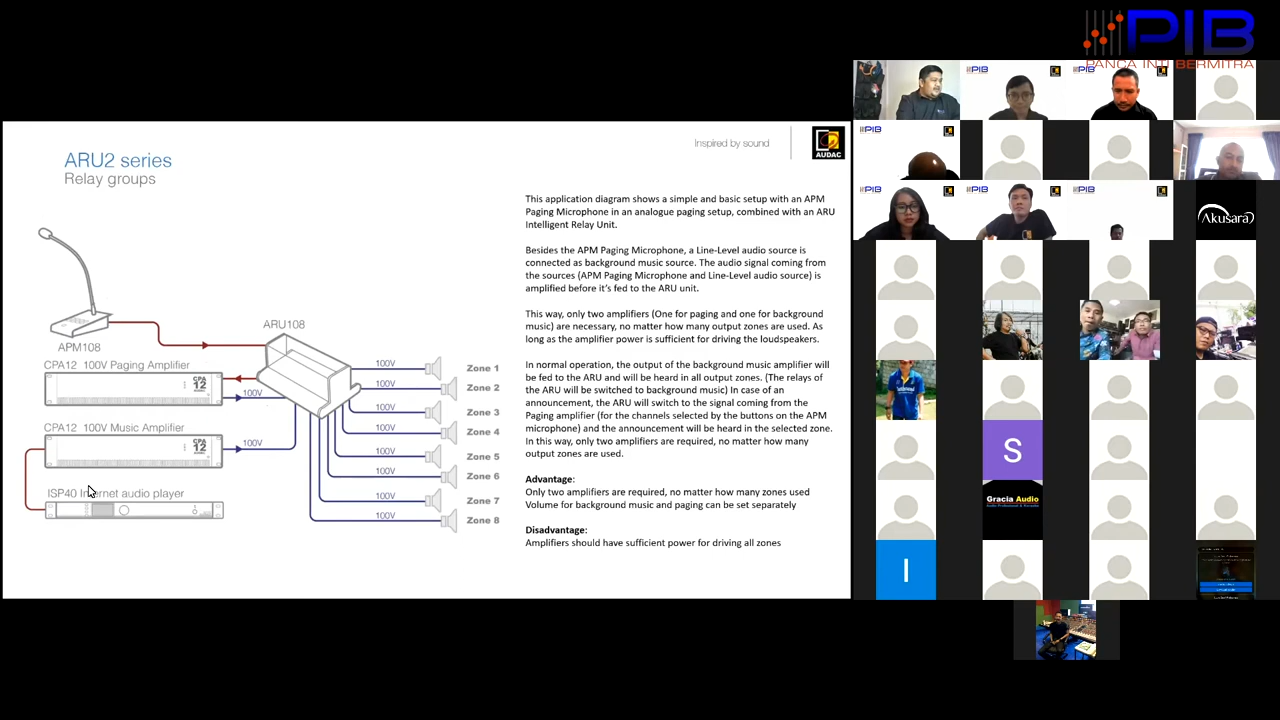 PIB
PANCA INTI BERMITRA
Inspired by sound
AUDAC
ARU2 series
Relay groups
ARU108
APM108
CPA12 100V Paging Amplifier
CPA
12
100V
CPA12 100V Music Amplifier
CPA
12
100V
ISP40 Internet audio player
100V
Zone 1
100V
Zone 2
100V
Zone 3
100V
Zone 4
100V
Zone 5
100V
Zone 6
100V
Zone 7
100V
Zone 8
This application diagram shows a simple and basic setup with an APM
Paging Microphone in an analogue paging setup, combined with an ARU
Intelligent Relay Unit.
Besides the APM Paging Microphone, a Line-Level audio source is
connected as background music source. The audio signal coming from
the sources (APM Paging Microphone and Line-Level audio source) is
amplified before it's fed to the ARU unit.
This way, only two amplifiers (One for paging and one for background
music) are necessary, no matter how many output zones are used. As
long as the amplifier power is sufficient for driving the loudspeakers.
In normal operation, the output of the background music amplifier will
be fed to the ARU and will be heard in all output zones. (The relays of
the ARU will be switched to background music) In case of an
announcement, the ARU will switch to the signal coming from the
Paging amplifier (for the channels selected by the buttons on the APM
microphone) and the announcement will be heard in the selected zone.
In this way, only two amplifiers are required, no matter how many
output zones are used.
Advantage:
Only two amplifiers are required, no matter how many zones used
Volume for background music and paging can be set separately
Disadvantage:
Amplifiers should have sufficient power for driving all zones
PIB
PIB
PIB
PIB
PIB
PIB
Akusara
S
Gracia Audio
I